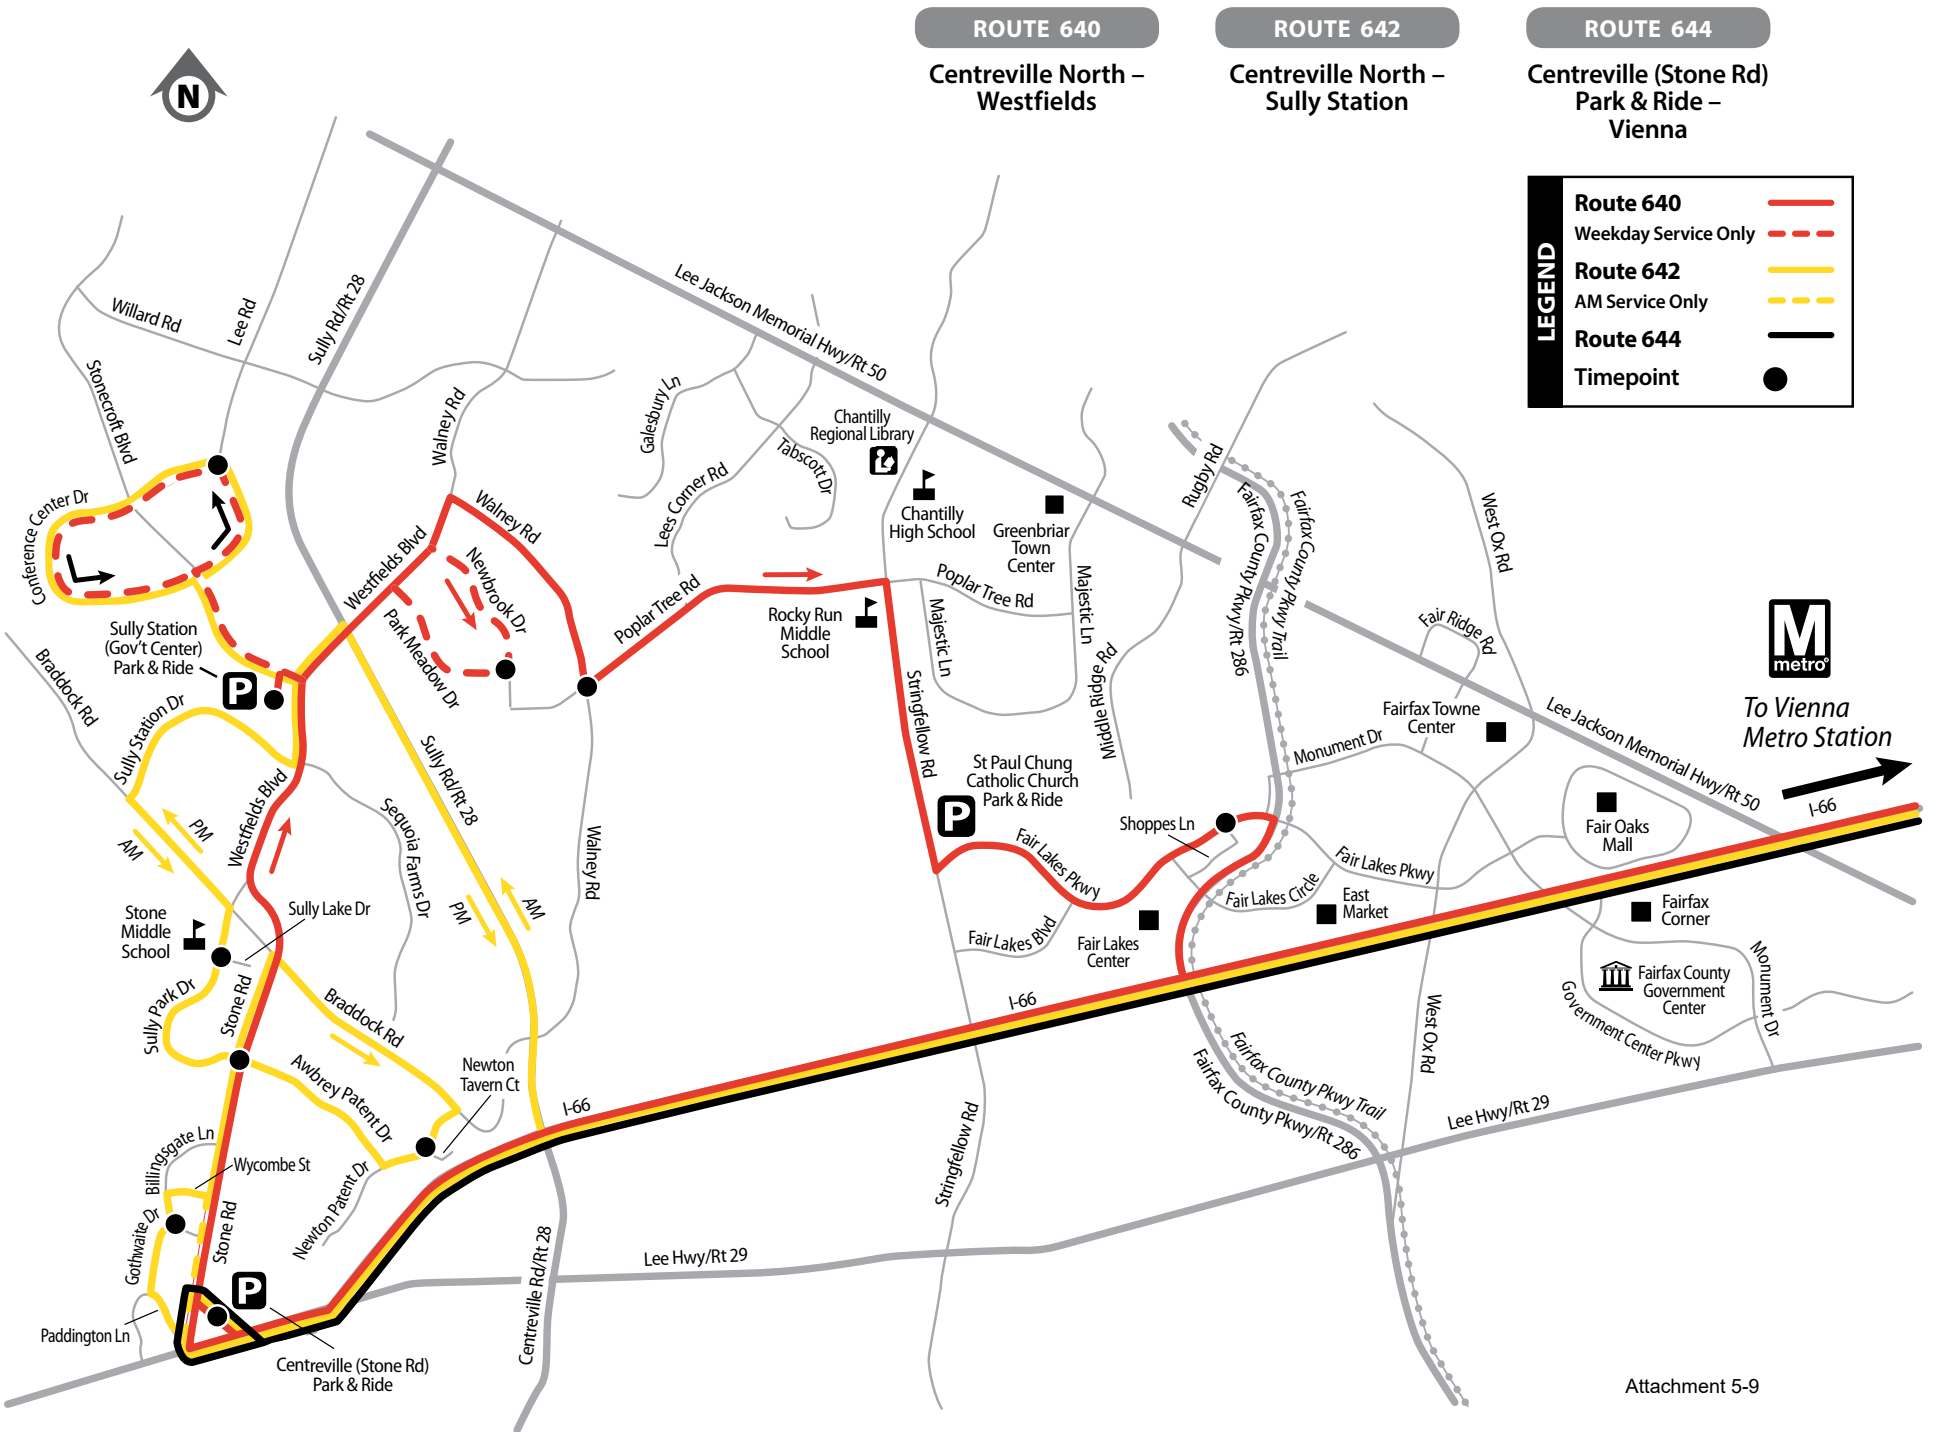 ROUTE 640
Centreville North –
Westfields
ROUTE 642
Centreville North –
Sully Station
ROUTE 644
Centreville (Stone Rd)
Park & Ride –
Vienna
N
LEGEND
Route 640
Weekday Service Only
Route 642
AM Service Only
Route 644
Timepoint
Lee Jackson Memorial Hwy/Rt 50
Willard Rd
Lee Rd
Sully Rd/Rt 28
Stonecroft Blvd
Walney Rd
Galesbury Ln
Chantilly
Regional Library
Tabscott Dr
Lees Corner Rd
Chantilly
High School
Greenbriar
Town
Center
Rugby Rd
Fairfax County Pkwy/Rt 286
Fairfax County Pkwy Trail
West Ox Rd
Conference Center Dr
Walney Rd
Westfields Blvd
Newbrook Dr
Park Meadow Dr
Poplar Tree Rd
Rocky Run
Middle
School
Poplar Tree Rd
Majestic Ln
Majestic Ln
Middle Ridge Rd
Fair Ridge Rd
M
metro
To Vienna
Metro Station
Sully Station
(Gov't Center)
Park & Ride
P
Braddock Rd
Sully Station Dr
Stringfellow Rd
Fairfax Towne
Center
Monument Dr
Lee Jackson Memorial Hwy/Rt 50
I-66
St Paul Chung
Catholic Church
Park & Ride
P
Sully Rd/Rt 28
Shoppes Ln
Fair Oaks
Mall
Westfields Blvd
Sequoia Farms Dr
Walney Rd
AM
PM
PM
AM
Fair Lakes Pkwy
Fair Lakes Pkwy
Fair Lakes Circle
East
Market
Fairfax
Corner
Stone
Middle
School
Sully Lake Dr
Fair Lakes Blvd
Fair Lakes
Center
Fairfax County
Government
Center
Monument Dr
Government Center Pkwy
Sully Park Dr
Stone Rd
Braddock Rd
I-66
West Ox Rd
Awbrey Patent Dr
Newton
Tavern Ct
I-66
Fairfax County Pkwy Trail
Fairfax County Pkwy/Rt 286
Lee Hwy/Rt 29
Billingsgate Ln
Wycombe St
Stringfellow Rd
Newton Patent Dr
Gothwaite Dr
Stone Rd
Lee Hwy/Rt 29
Centreville Rd/Rt 28
P
Paddington Ln
Centreville (Stone Rd)
Park & Ride
Attachment 5-9